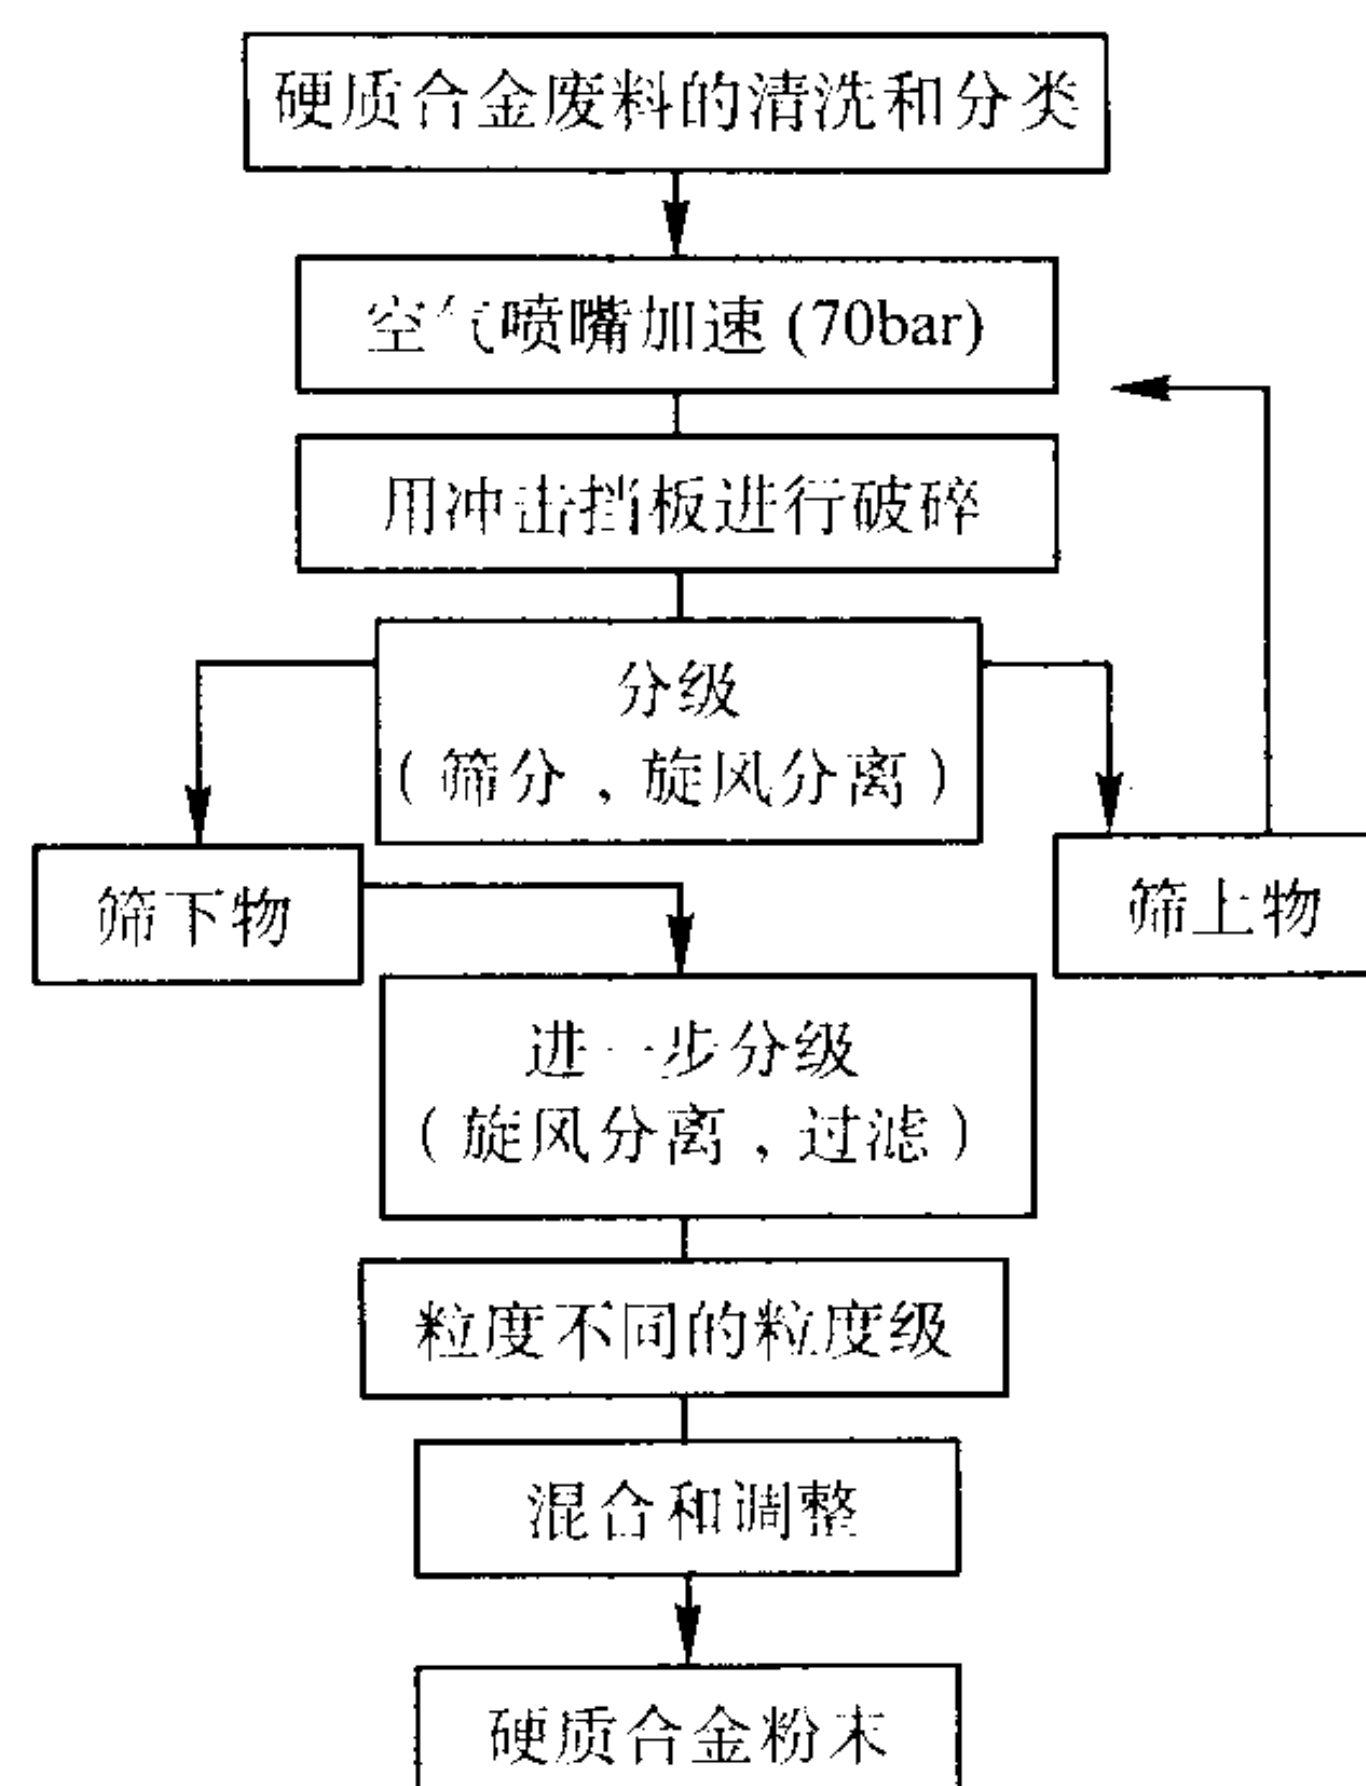 硬质合金废料的清洗和分类
空气喷嘴加速(70bar)
用冲击挡板进行破碎
分级
(筛分,旋风分离)
筛下物
筛上物
进一步分级
(旋风分离,过滤)
粒度不同的粒度级
混合和调整
硬质合金粉末